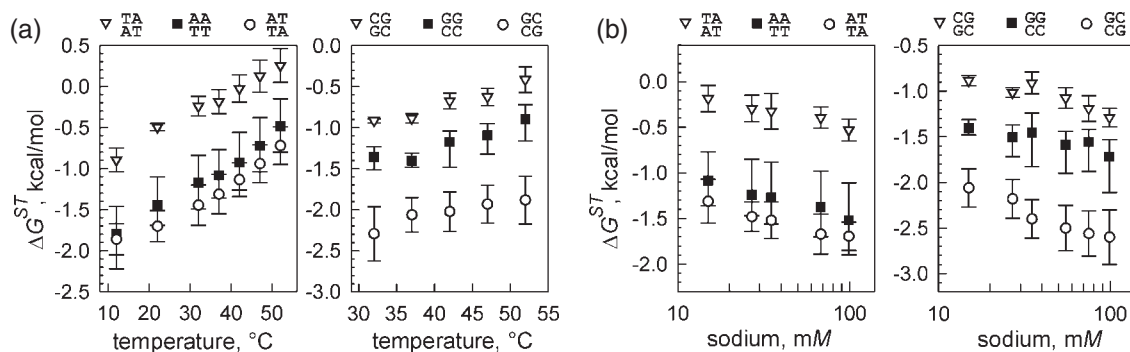 (a)
TA AA AT
AT TT TA
CG GG GC
GC CC CG
(b)
TA AA AT
AT TT TA
CG GG GC
GC CC CG
ΔG^ST, kcal/mol
0.5
0.0
-0.5
-1.0
-1.5
-2.0
-2.5
10 20 30 40 50
temperature, °C
0.0
-0.5
-1.0
-1.5
-2.0
-2.5
-3.0
30 35 40 45 50 55
temperature, °C
ΔG^ST, kcal/mol
0.0
-0.5
-1.0
-1.5
-2.0
10 100
sodium, mM
-0.5
-1.0
-1.5
-2.0
-2.5
-3.0
10 100
sodium, mM